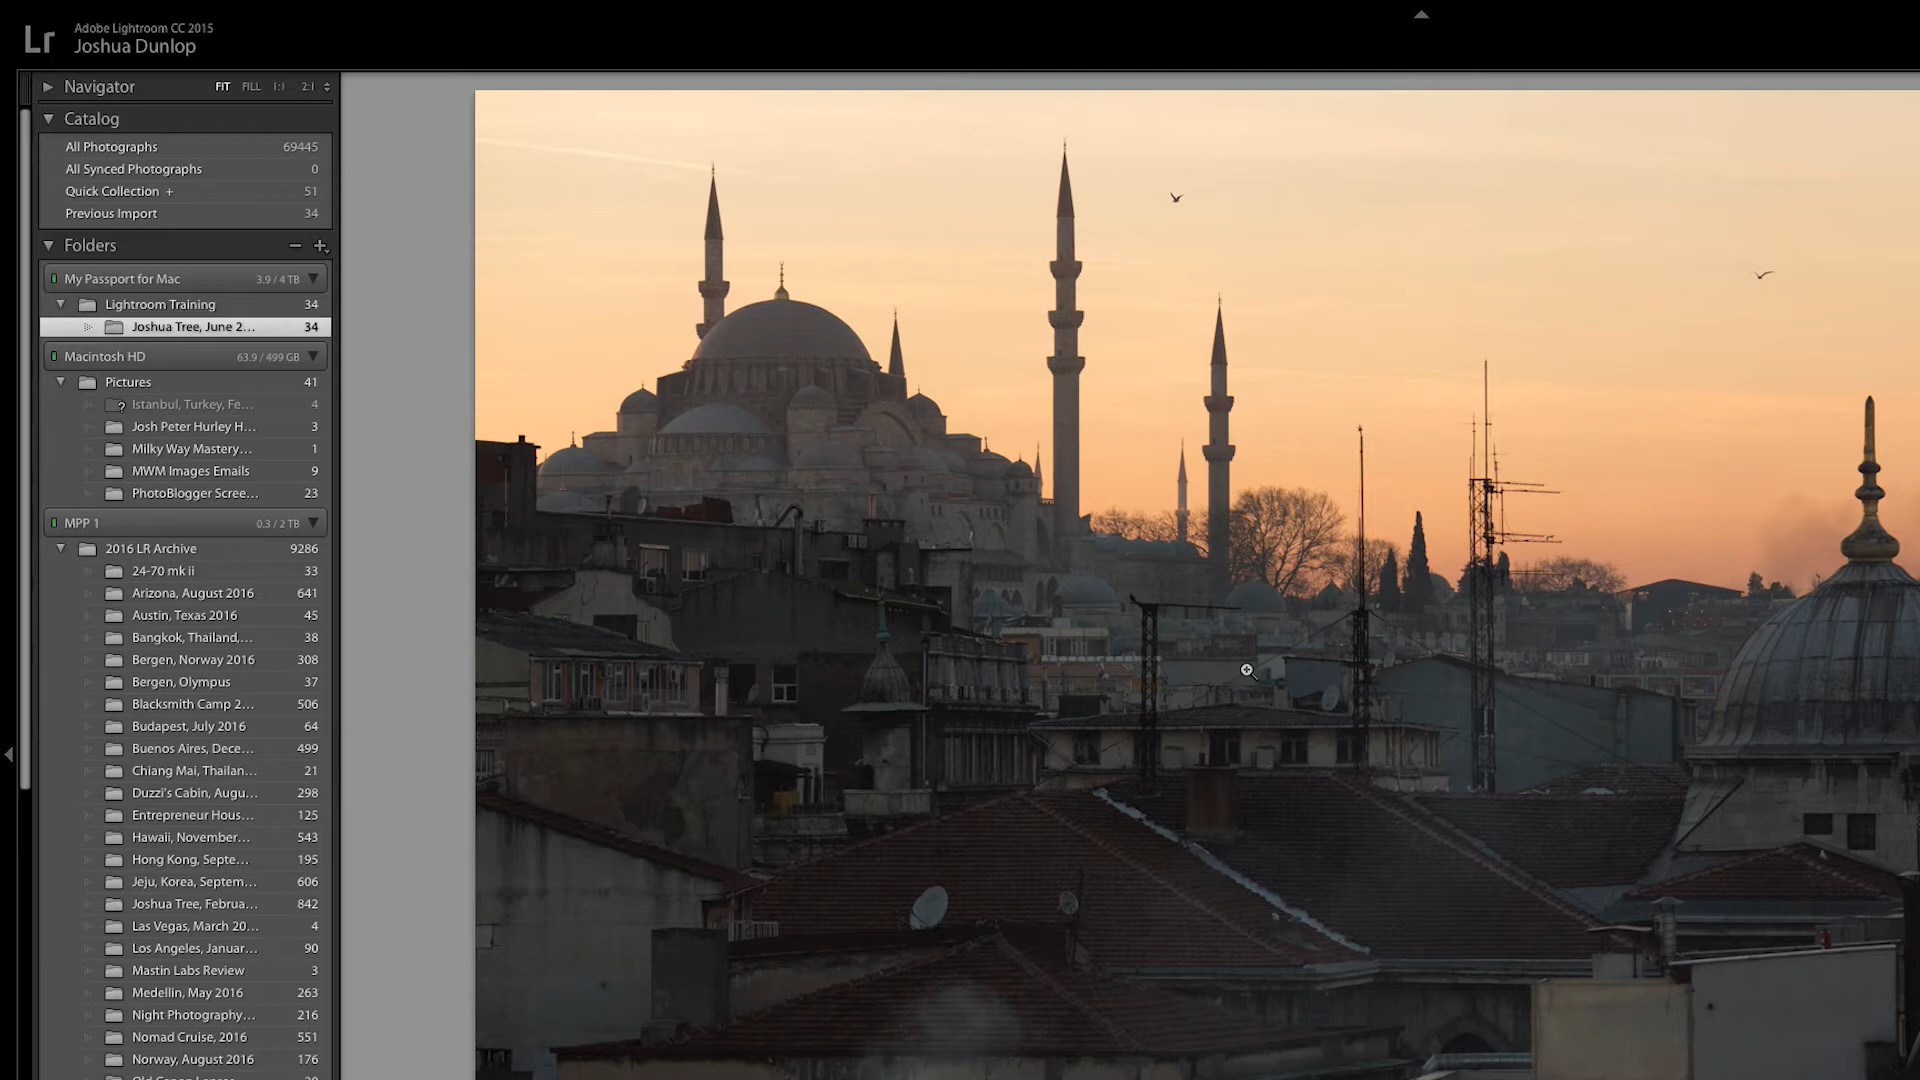 Lr
Adobe Lightroom CC 2015
Joshua Dunlop
Navigator FIT FILL 1:1 2:1
Catalog
All Photographs 69445
All Synced Photographs 0
Quick Collection + 51
Previous Import 34
Folders
My Passport for Mac 3.9 / 4 TB
Lightroom Training 34
Joshua Tree, June 2... 34
Macintosh HD 63.9 / 499 GB
Pictures 41
Istanbul, Turkey, Fe... 4
Josh Peter Hurley H... 3
Milky Way Mastery... 1
MWM Images Emails 9
PhotoBlogger Scree... 23
MPP 1 0.3 / 2 TB
2016 LR Archive 9286
24-70 mk ii 33
Arizona, August 2016 641
Austin, Texas 2016 45
Bangkok, Thailand,... 38
Bergen, Norway 2016 308
Bergen, Olympus 37
Blacksmith Camp 2... 506
Budapest, July 2016 64
Buenos Aires, Dece... 499
Chiang Mai, Thailan... 21
Duzzi's Cabin, Augu... 298
Entrepreneur Hous... 125
Hawaii, November... 543
Hong Kong, Septe... 195
Jeju, Korea, Septem... 606
Joshua Tree, Februa... 842
Las Vegas, March 20... 4
Los Angeles, Januar... 90
Mastin Labs Review 3
Medellin, May 2016 263
Night Photography... 216
Nomad Cruise, 2016 551
Norway, August 2016 176